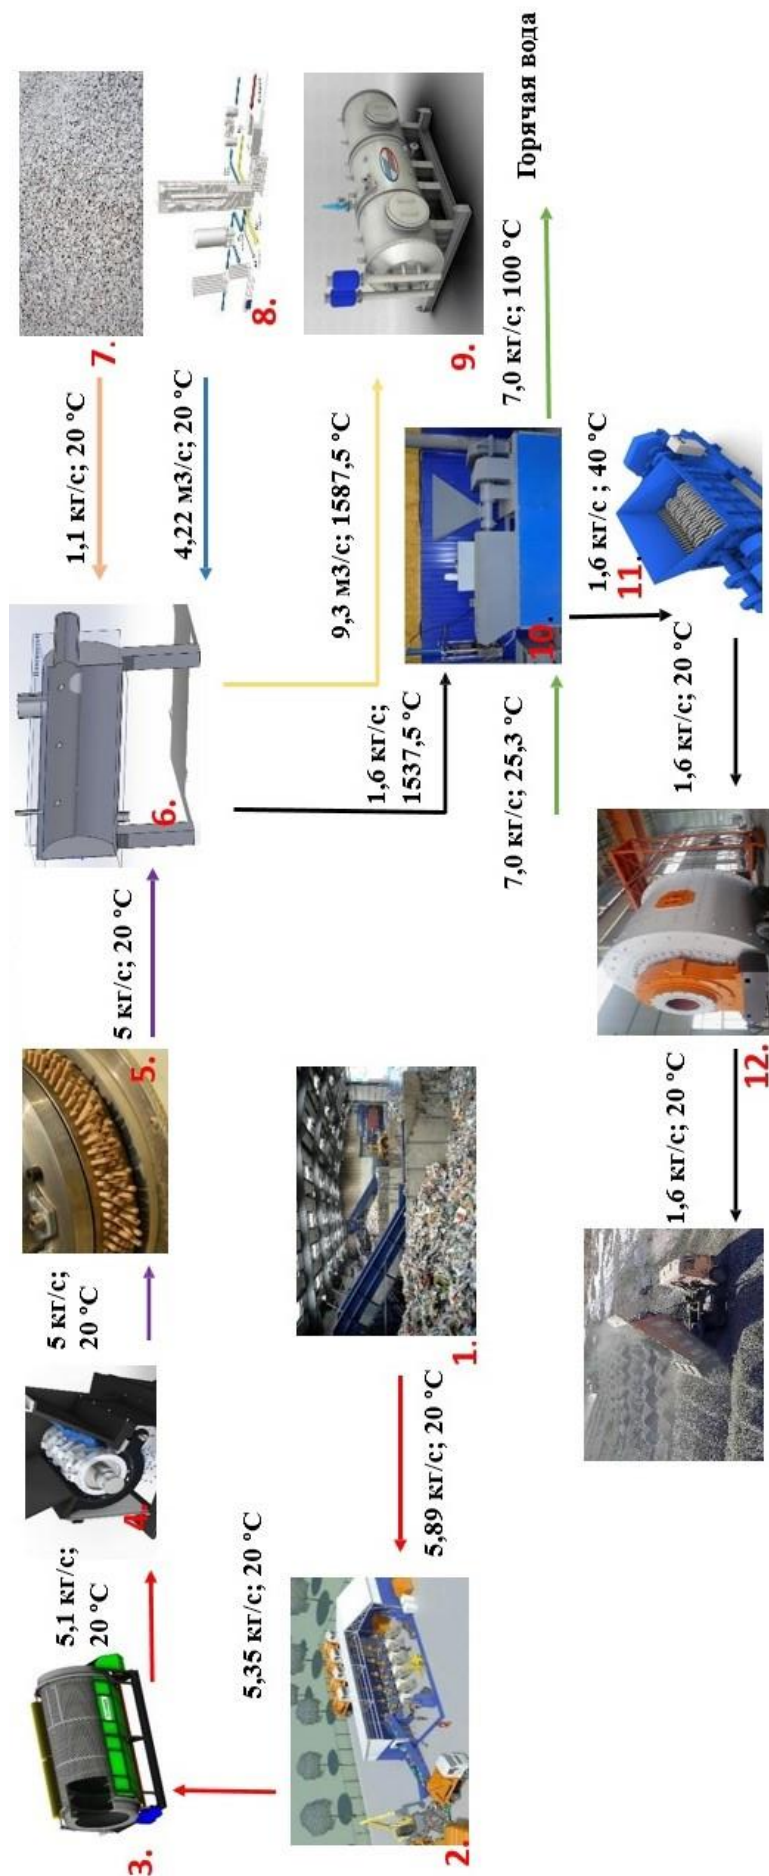 3.
5,1 кг/с;
20 °C
4.
5 кг/с;
20 °C
5.
5 кг/с; 20 °C
6.
1,1 кг/с; 20 °C
7.
4,22 м3/с; 20 °C
8.
5,35 кг/с; 20 °C
9,3 м3/с; 1587,5 °C
9.
1,6 кг/с;
1537,5 °C
2.
5,89 кг/с; 20 °C
1.
7,0 кг/с; 25,3 °C
10
7,0 кг/с; 100 °C
Горячая вода
1,6 кг/с ; 40 °C
11.
1,6 кг/с; 20 °C
12.
1,6 кг/с; 20 °C